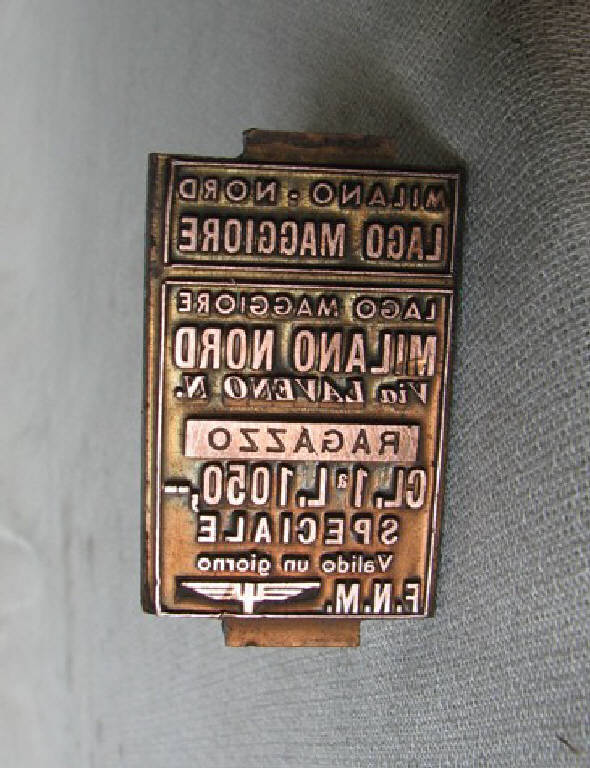 MILANO - NORD
LAGO MAGGIORE
LAGO MAGGIORE
MILANO NORD
Via LAVENO N.
RAGAZZO
CL. 1ª L. 1050,--
SPECIALE
Valido un giorno
F.N.M.